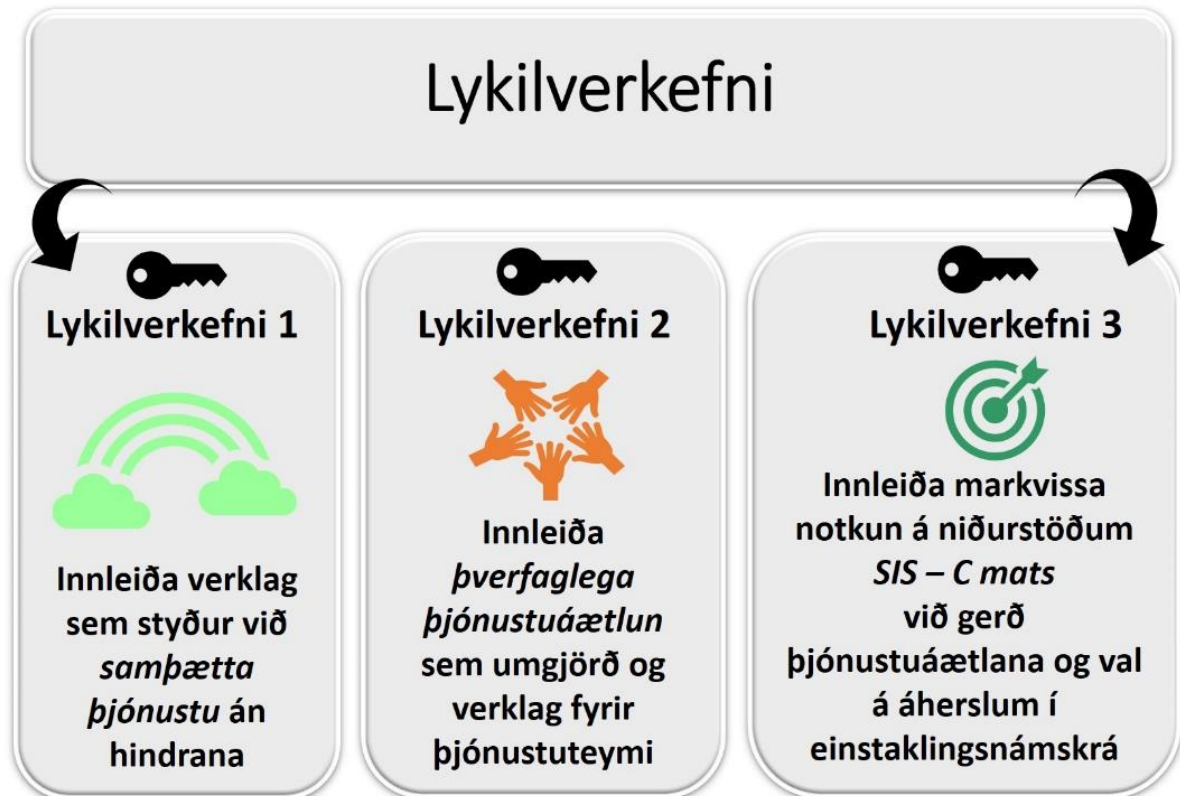 Lykilverkefni
Lykilverkefni 1
Innleiða verklag
sem styður við
samþætta
þjónustu án
hindrana
Lykilverkefni 2
Innleiða
þverfaglega
þjónustuáætlun
sem umgjörð og
verklag fyrir
þjónustuteymi
Lykilverkefni 3
Innleiða markvissa
notkun á niðurstöðum
SIS – C mats
við gerð
þjónustuáætlana og val
á áherslum í
einstaklingsnámskrá